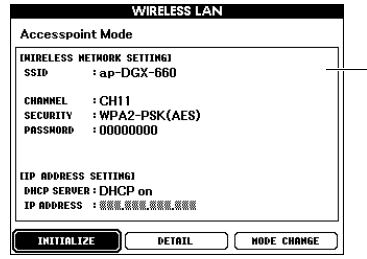 WIRELESS LAN
Accesspoint Mode
[WIRELESS NETWORK SETTING]
SSID : ap-DGX-660
CHANNEL : CH11
SECURITY : WPA2-PSK(AES)
PASSWORD : 00000000
[IP ADDRESS SETTING]
DHCP SERVER : DHCP on
IP ADDRESS :
INITIALIZE DETAIL MODE CHANGE